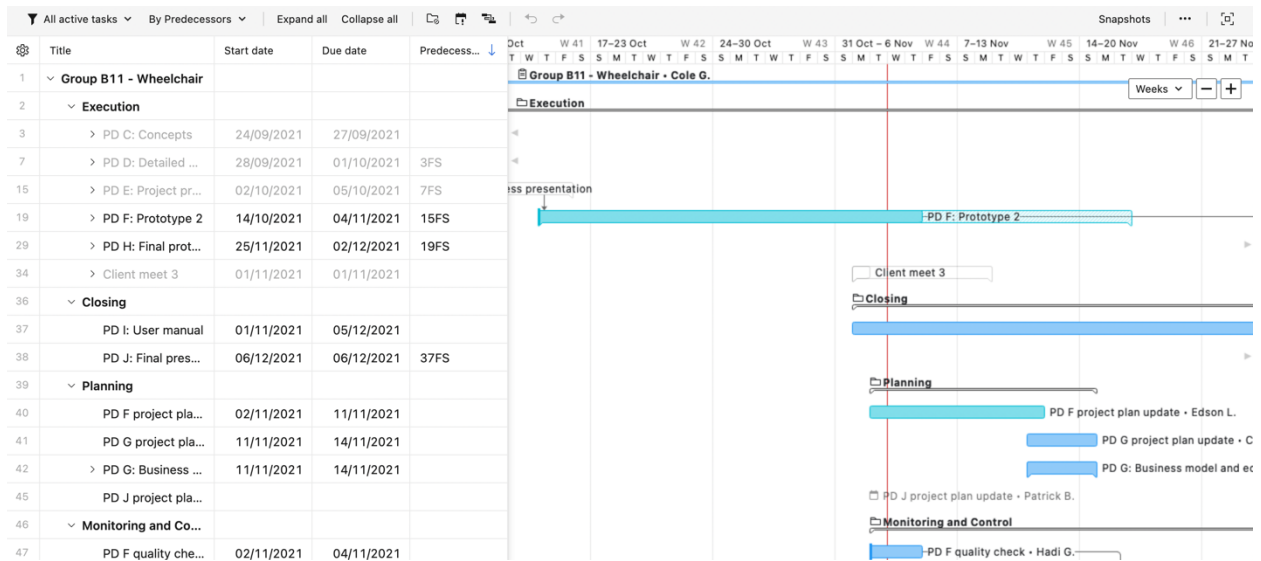 All active tasks By Predecessors Expand all Collapse all Snapshots
Title Start date Due date Predecess...
Oct W 41 17–23 Oct W 42 24–30 Oct W 43 31 Oct – 6 Nov W 44 7–13 Nov W 45 14–20 Nov W 46 21–27 No
T W T F S S M T W T F S S M T W T F S S M T W T F S S M T W T F S S M T W T F S S M T
1 Group B11 - Wheelchair Group B11 - Wheelchair • Cole G.
Weeks
2 Execution Execution
3 PD C: Concepts 24/09/2021 27/09/2021
7 PD D: Detailed ... 28/09/2021 01/10/2021 3FS
15 PD E: Project pr... 02/10/2021 05/10/2021 7FS ess presentation
19 PD F: Prototype 2 14/10/2021 04/11/2021 15FS PD F: Prototype 2
29 PD H: Final prot... 25/11/2021 02/12/2021 19FS
34 Client meet 3 01/11/2021 01/11/2021 Client meet 3
36 Closing Closing
37 PD I: User manual 01/11/2021 05/12/2021
38 PD J: Final pres... 06/12/2021 06/12/2021 37FS
39 Planning Planning
40 PD F project pla... 02/11/2021 11/11/2021 PD F project plan update • Edson L.
41 PD G project pla... 11/11/2021 14/11/2021 PD G project plan update • C
42 PD G: Business ... 11/11/2021 14/11/2021 PD G: Business model and ec
45 PD J project pla... PD J project plan update • Patrick B.
46 Monitoring and Co... Monitoring and Control
47 PD F quality che... 02/11/2021 04/11/2021 PD F quality check • Hadi G.